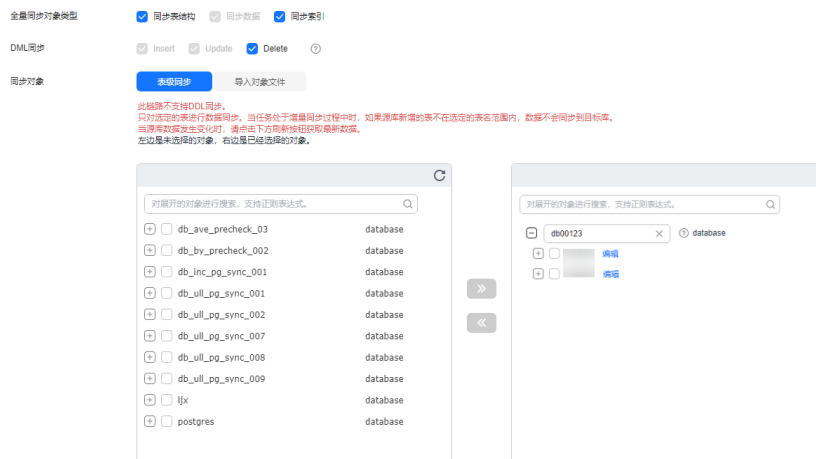 全量同步对象类型 同步表结构 同步数据 同步索引
DML同步 Insert Update Delete
同步对象 表级同步 导入对象文件
此链路不支持DDL同步。
只对选定的表进行数据同步。当任务处于增量同步过程中时，如果源库新增的表不在选定的表名范围内，数据不会同步到目标库。
当源库数据发生变化时，请点击下方刷新按钮获取最新数据。
左边是未选择的对象，右边是已经选择的对象。
对展开的对象进行搜索，支持正则表达式。
db_ave_precheck_03 database
db_by_precheck_002 database
db_inc_pg_sync_001 database
db_ull_pg_sync_001 database
db_ull_pg_sync_002 database
db_ull_pg_sync_007 database
db_ull_pg_sync_008 database
db_ull_pg_sync_009 database
ljx database
postgres database
对展开的对象进行搜索，支持正则表达式。
db00123 database
编辑
编辑